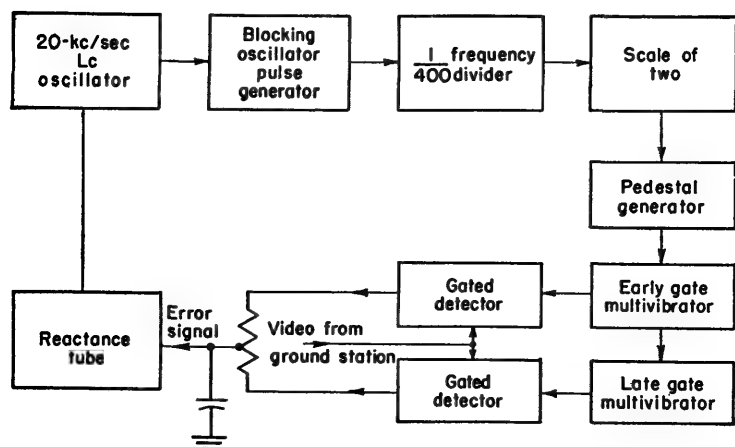 20-kc/sec
Lc
oscillator
Blocking
oscillator
pulse
generator
1/400 frequency
divider
Scale of
two
Pedestal
generator
Gated
detector
Early gate
multivibrator
Reactance
tube
Error
signal
Video from
ground station
Gated
detector
Late gate
multivibrator